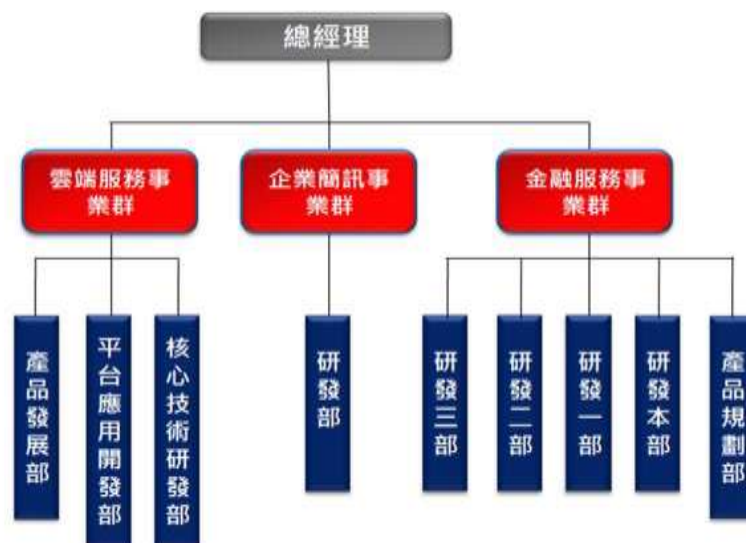 總經理
雲端服務事
業群
企業簡訊事
業群
金融服務事
業群
產品發展部
平台應用開發部
核心技術研發部
研發部
研發三部
研發二部
研發一部
研發本部
產品規劃部